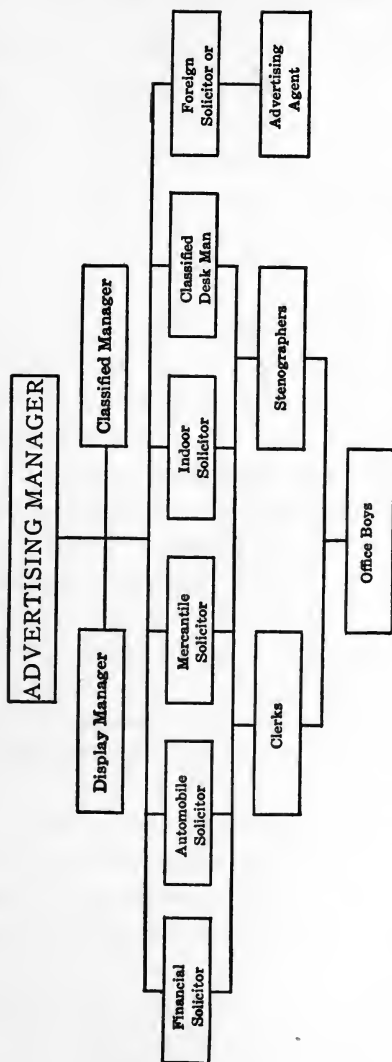 ADVERTISING MANAGER
Display Manager
Classified Manager
Financial
Solicitor
Automobile
Solicitor
Mercantile
Solicitor
Indoor
Solicitor
Classified
Desk Man
Foreign
Solicitor or
Advertising
Agent
Clerks
Stenographers
Office Boys